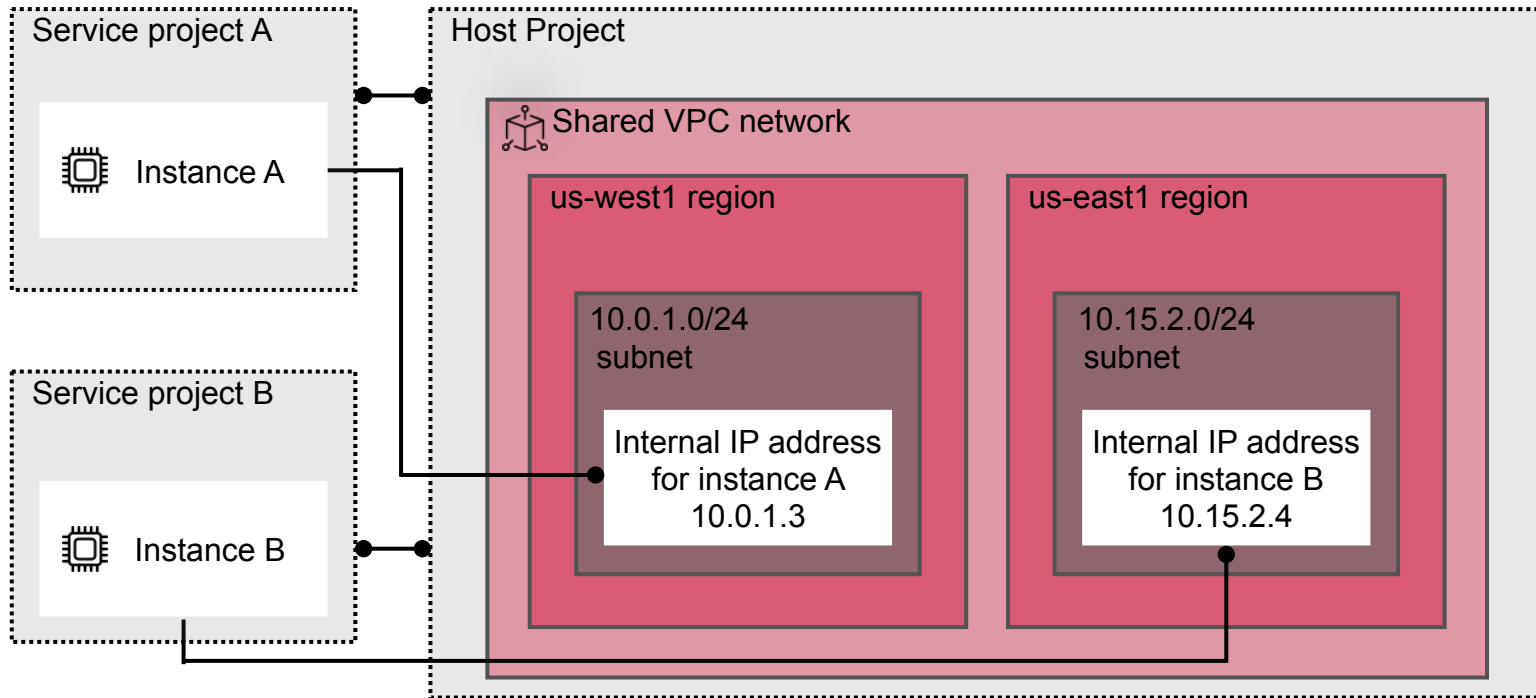 Service project A
Instance A
Service project B
Instance B
Host Project
Shared VPC network
us-west1 region
10.0.1.0/24
subnet
Internal IP address
for instance A
10.0.1.3
us-east1 region
10.15.2.0/24
subnet
Internal IP address
for instance B
10.15.2.4